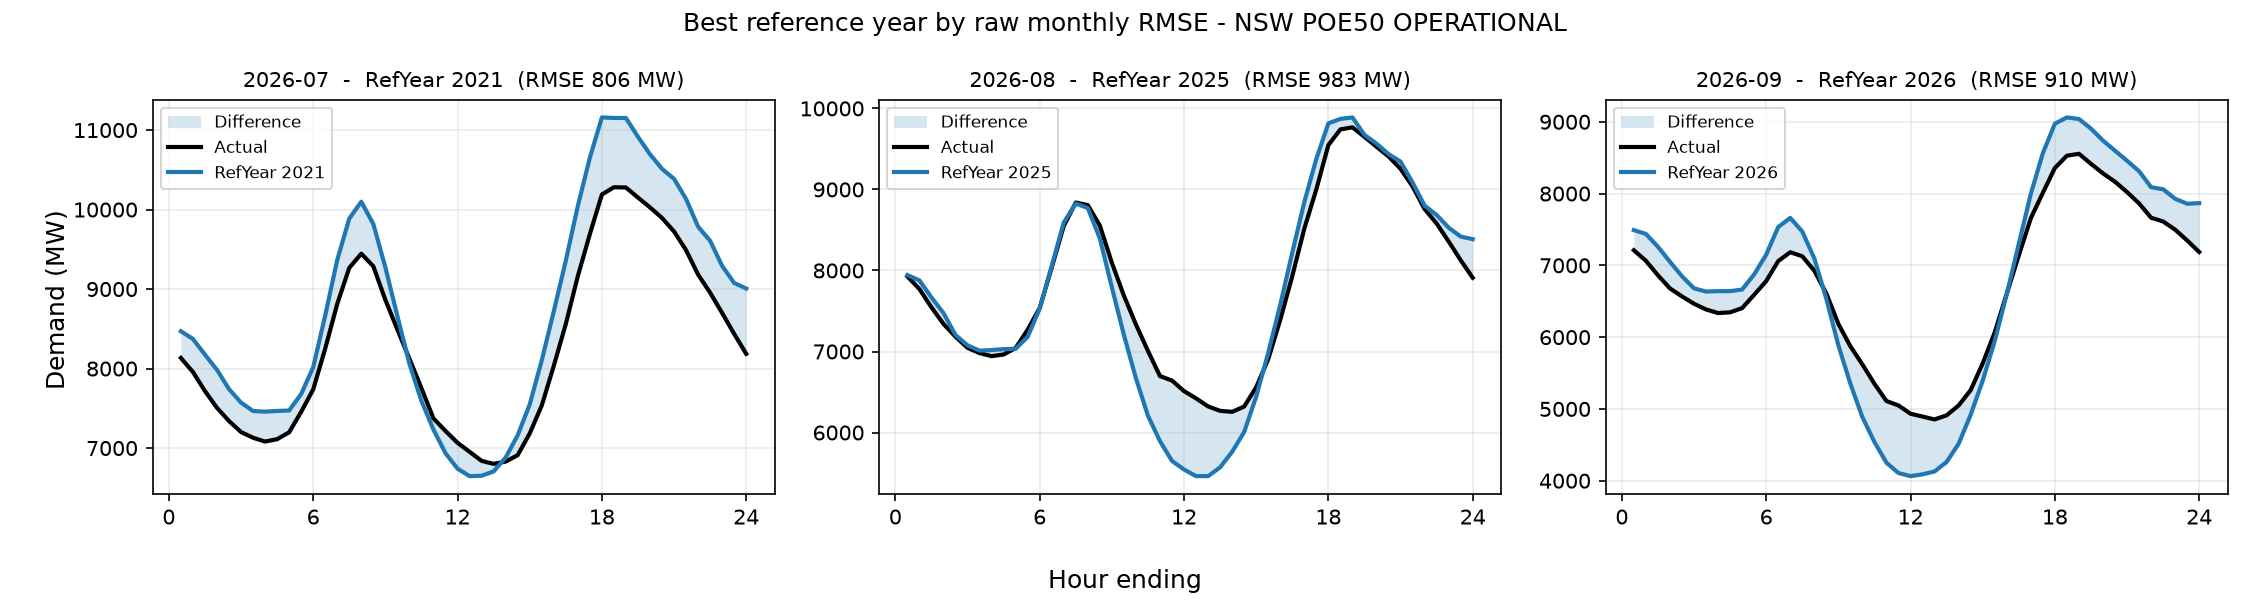 Best reference year by raw monthly RMSE - NSW POE50 OPERATIONAL
2026-07 - RefYear 2021 (RMSE 806 MW)
Difference
Actual
RefYear 2021
11000
10000
9000
8000
7000
Demand (MW)
0 6 12 18 24
2026-08 - RefYear 2025 (RMSE 983 MW)
Difference
Actual
RefYear 2025
10000
9000
8000
7000
6000
0 6 12 18 24
2026-09 - RefYear 2026 (RMSE 910 MW)
Difference
Actual
RefYear 2026
9000
8000
7000
6000
5000
4000
0 6 12 18 24
Hour ending